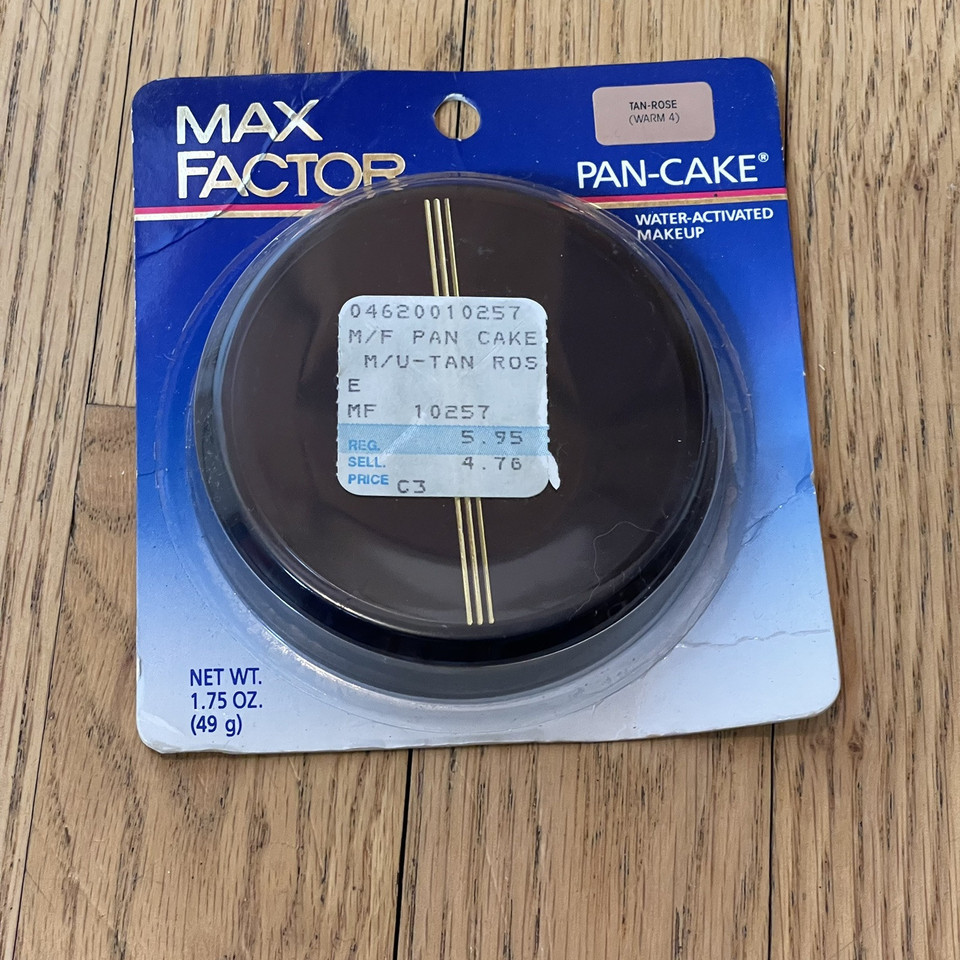 MAX
FACTOR
TAN-ROSE
(WARM 4)
PAN-CAKE®
WATER-ACTIVATED
MAKEUP
04620010257
M/F PAN CAKE
M/U-TAN ROS
E
MF 10257
REG. 5.95
SELL. 4.76
PRICE C3
NET WT.
1.75 OZ.
(49 g)